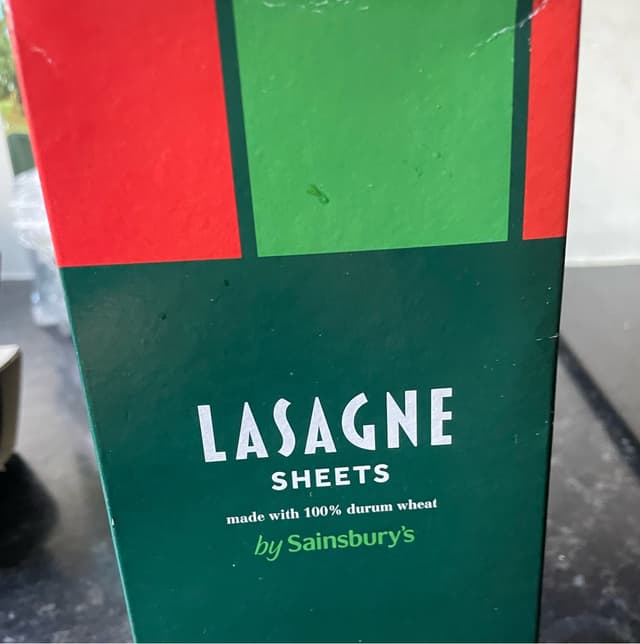 LASAGNE
SHEETS
made with 100% durum wheat
by Sainsbury's